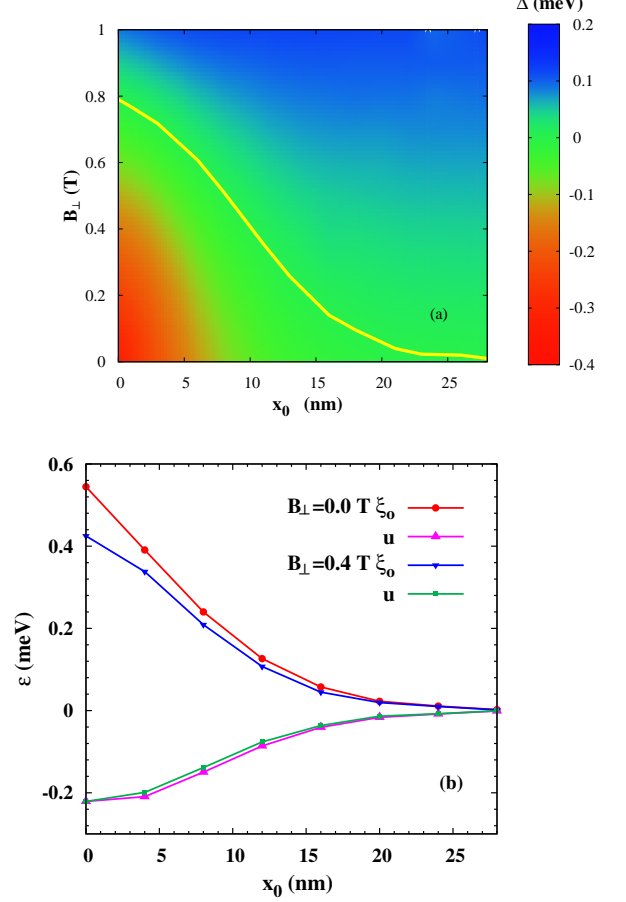 Δ (meV)
1
0.8
0.6
0.4
0.2
0
B⊥ (T)
(a)
0 5 10 15 20 25
x0 (nm)
0.2
0.1
0
-0.1
-0.2
-0.3
-0.4
0.6
0.4
0.2
0
-0.2
ε (meV)
B⊥=0.0 T ξo
u
B⊥=0.4 T ξo
u
(b)
0 5 10 15 20 25
x0 (nm)